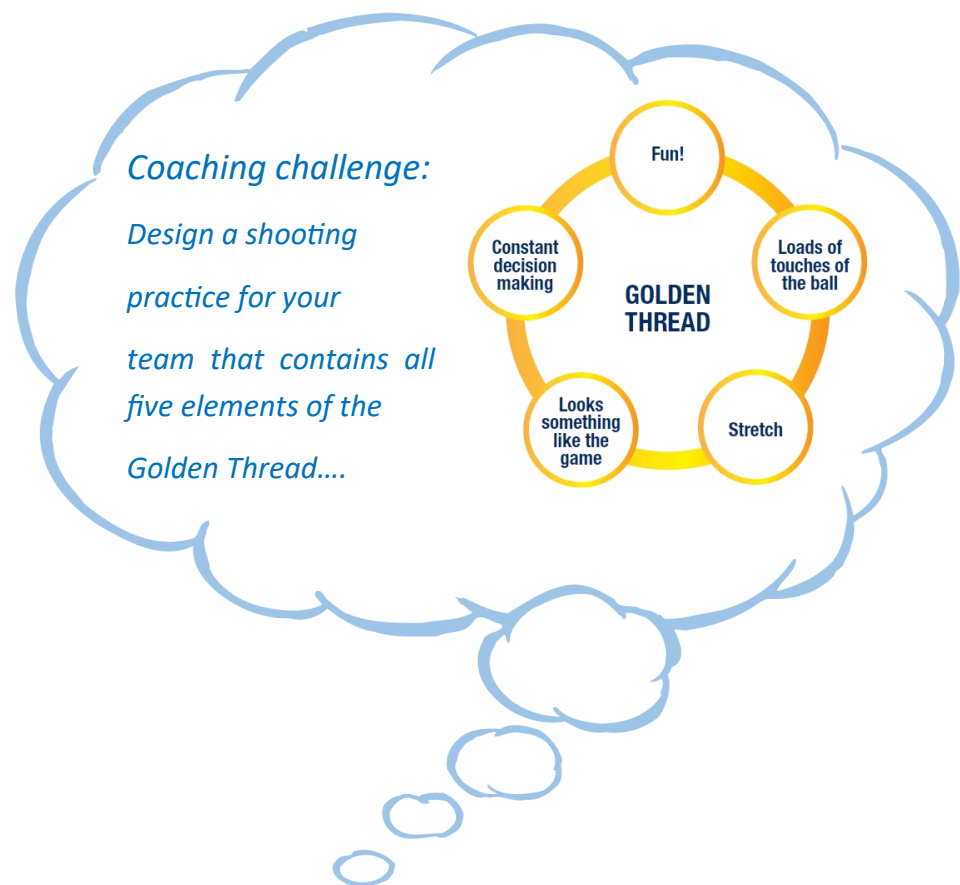 Coaching challenge:
Design a shooting
practice for your
team that contains all
five elements of the
Golden Thread....
Fun!
Constant
decision
making
Loads of
touches of
the ball
GOLDEN
THREAD
Looks
something
like the
game
Stretch